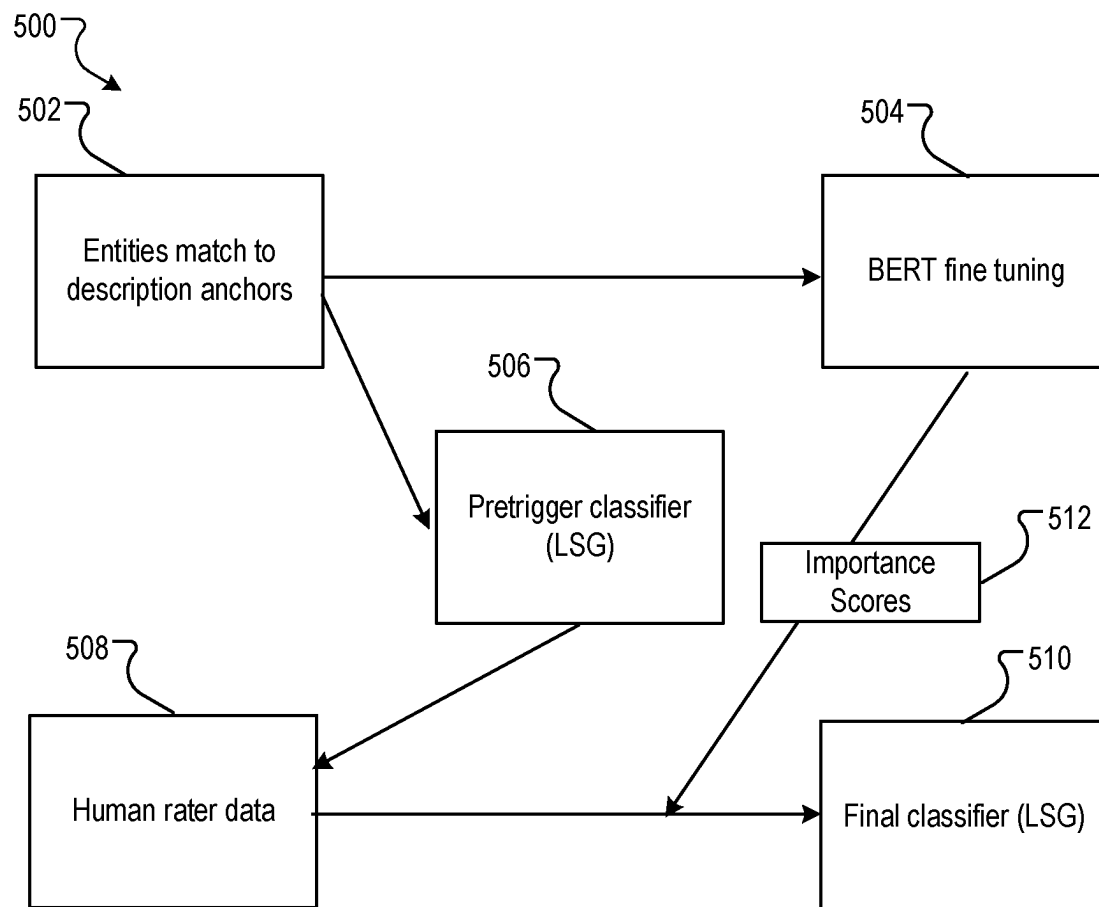 500
502
504
Entities match to
description anchors
BERT fine tuning
506
Pretrigger classifier
(LSG)
512
Importance
Scores
508
510
Human rater data
Final classifier (LSG)